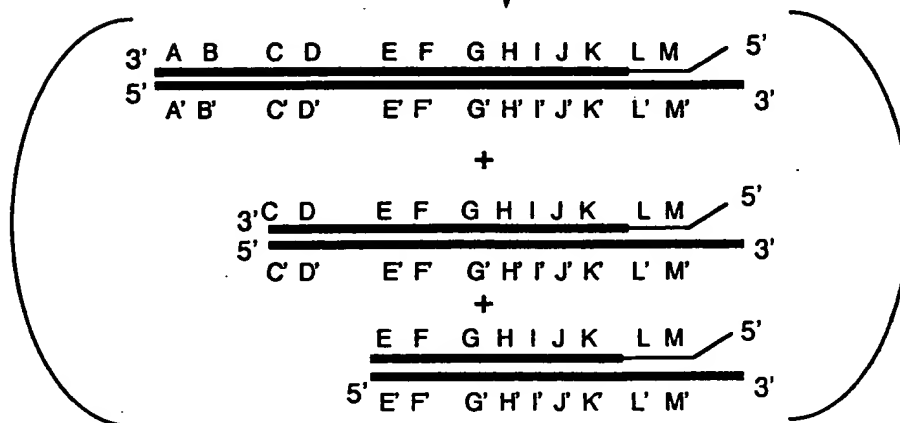 3' A B C D E F G H I J K L M 5'
5' 3'
A' B' C' D' E' F' G' H' I' J' K' L' M'
+
3' C D E F G H I J K L M 5'
5' 3'
C' D' E' F' G' H' I' J' K' L' M'
+
E F G H I J K L M 5'
5' E' F' G' H' I' J' K' L' M' 3'